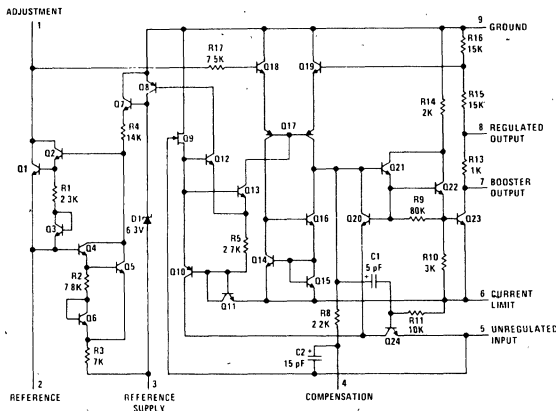 ADJUSTMENT
1
9
GROUND
R16
15K
R17
7 5K
Q18
Q19
Q8
Q7
R4
14K
R14
2K
R15
15K
8 REGULATED
OUTPUT
Q17
Q9
Q2
Q12
Q21
R13
1K
Q1
Q13
Q22
7 BOOSTER
OUTPUT
R1
2 3K
D1
6 3V
Q20
R9
80K
Q23
Q3
Q16
R5
2 7K
R10
3K
Q4
Q14
C1
5 pF
R2
7 8K
Q5
Q10
Q15
6 CURRENT
LIMIT
Q11
R11
10K
Q6
R8
2 2K
5 UNREGULATED
INPUT
Q24
R3
7K
C2
15 pF
2
3
4
REFERENCE
REFERENCE
SUPPLY
COMPENSATION